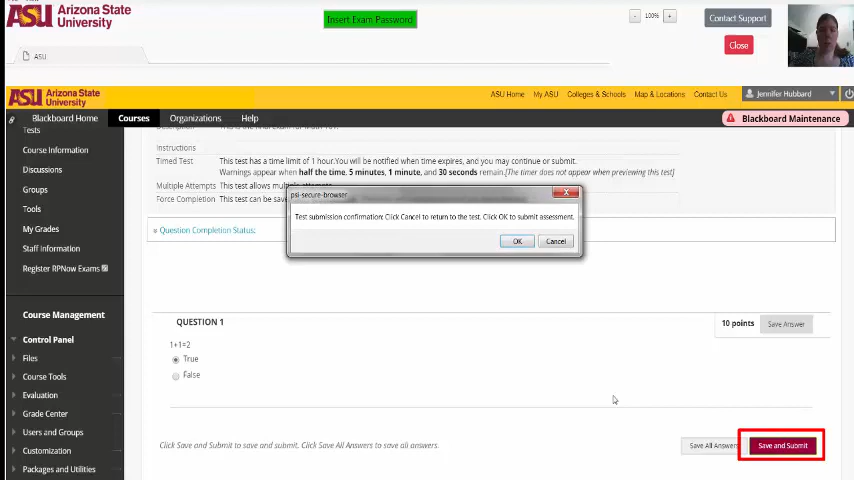 Arizona State
University
Insert Exam Password
- 100% +
Contact Support
Close
ASU
ASU Arizona State
University
ASU Home My ASU Colleges & Schools Map & Locations Contact Us
Jennifer Hubbard
Blackboard Home Courses Organizations Help
Blackboard Maintenance
Tests
Course Information
Discussions
Groups
Tools
My Grades
Staff Information
Register RPNow Exams
Course Management
Control Panel
Files
Course Tools
Evaluation
Grade Center
Users and Groups
Customization
Packages and Utilities
Instructions
Timed Test This test has a time limit of 1 hour.You will be notified when time expires, and you may continue or submit.
Warnings appear when half the time, 5 minutes, 1 minute, and 30 seconds remain.[The timer does not appear when previewing this test]
Multiple Attempts This test allows multiple attempts.
Force Completion This test can be
psi-secure-browser
x
Test submission confirmation: Click Cancel to return to the test. Click OK to submit assessment.
OK Cancel
Question Completion Status:
QUESTION 1
10 points Save Answer
1+1=2
True
False
Click Save and Submit to save and submit. Click Save All Answers to save all answers.
Save All Answers Save and Submit